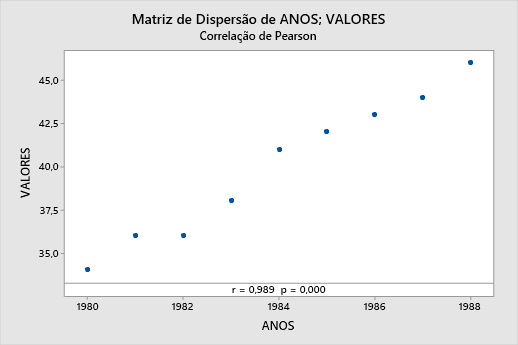 Matriz de Dispersão de ANOS; VALORES
Correlação de Pearson
45,0
42,5
40,0
37,5
35,0
VALORES
r = 0,989 p = 0,000
1980 1982 1984 1986 1988
ANOS